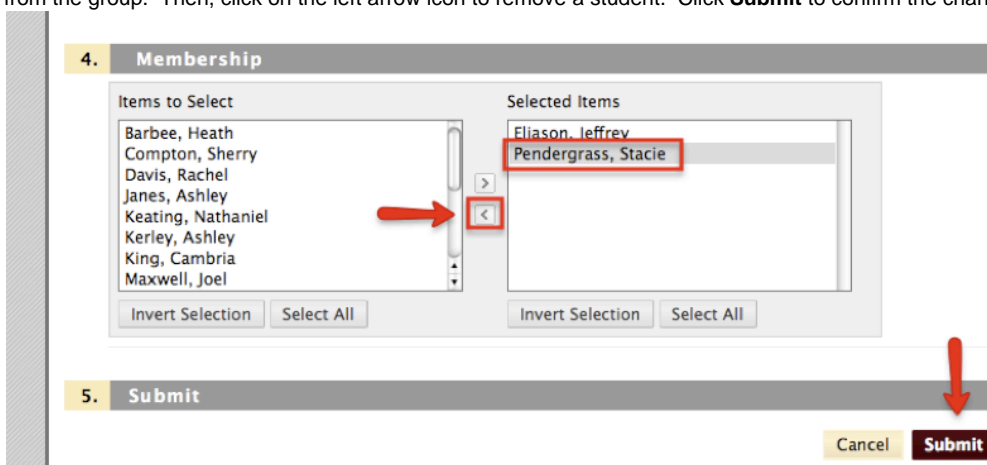 from the group. Then, click on the left arrow icon to remove a student. Click Submit to confirm the chan
4. Membership
Items to Select
Selected Items
Barbee, Heath
Compton, Sherry
Davis, Rachel
Janes, Ashley
Keating, Nathaniel
Kerley, Ashley
King, Cambria
Maxwell, Joel
Eliason, Jeffrey
Pendergrass, Stacie
>
<
Invert Selection Select All
Invert Selection Select All
5. Submit
Cancel Submit